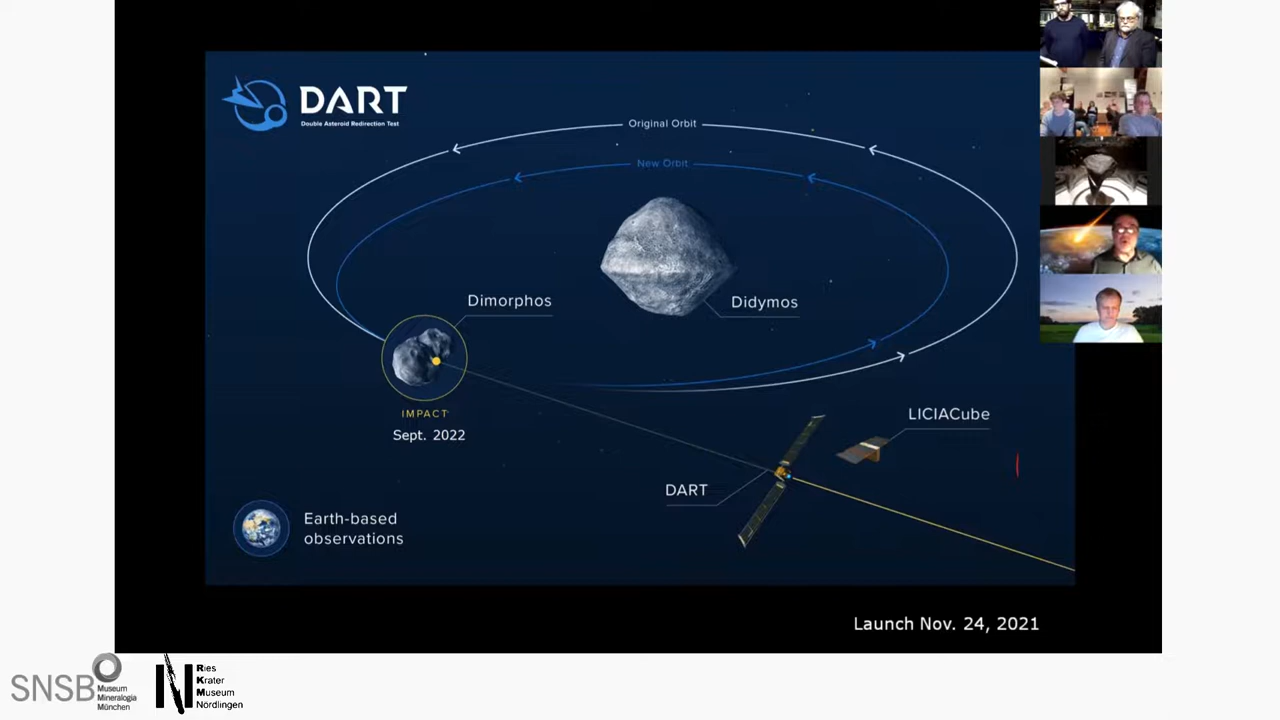 DART
Double Asteroid Redirection Test
Original Orbit
New Orbit
Dimorphos
Didymos
IMPACT
Sept. 2022
LICIACube
DART
Earth-based
observations
Launch Nov. 24, 2021
SNSB
Museum
Mineralogia
München
Ries
Krater
Museum
Nördlingen